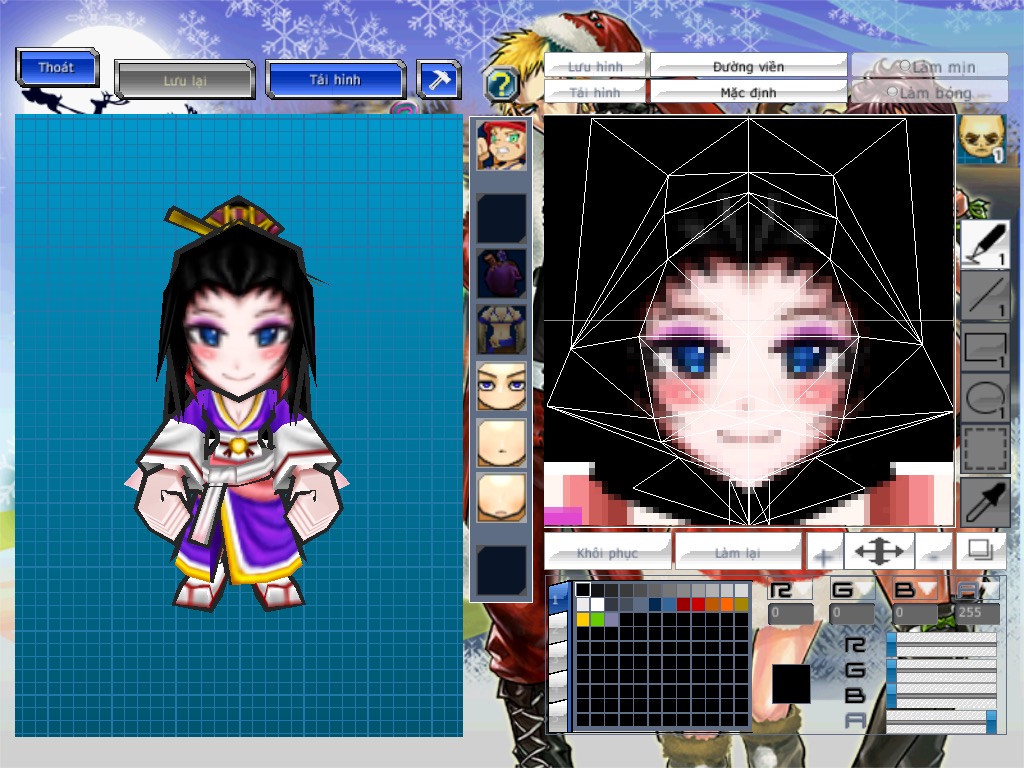 Thoát
Lưu lại
Tải hình
?
Lưu hình
Đường viền
Làm mịn
Tải hình
Mặc định
Làm bóng
1
1
1
1
1
Khôi phục
Làm lại
+
-
1
R
G
B
A
0
0
0
255
R
G
B
A